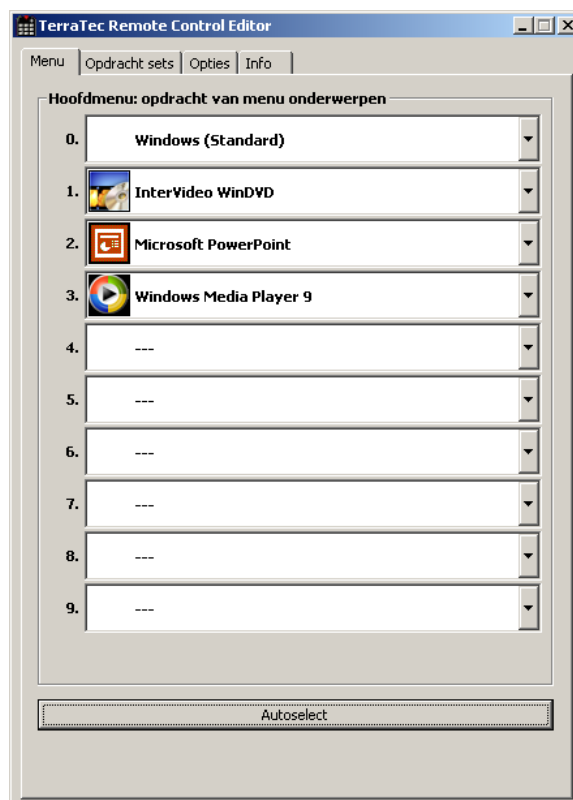 TerraTec Remote Control Editor
Menu Opdracht sets Opties Info
Hoofdmenu: opdracht van menu onderwerpen
0. Windows (Standard)
1. InterVideo WinDVD
2. Microsoft PowerPoint
3. Windows Media Player 9
4. ---
5. ---
6. ---
7. ---
8. ---
9. ---
Autoselect